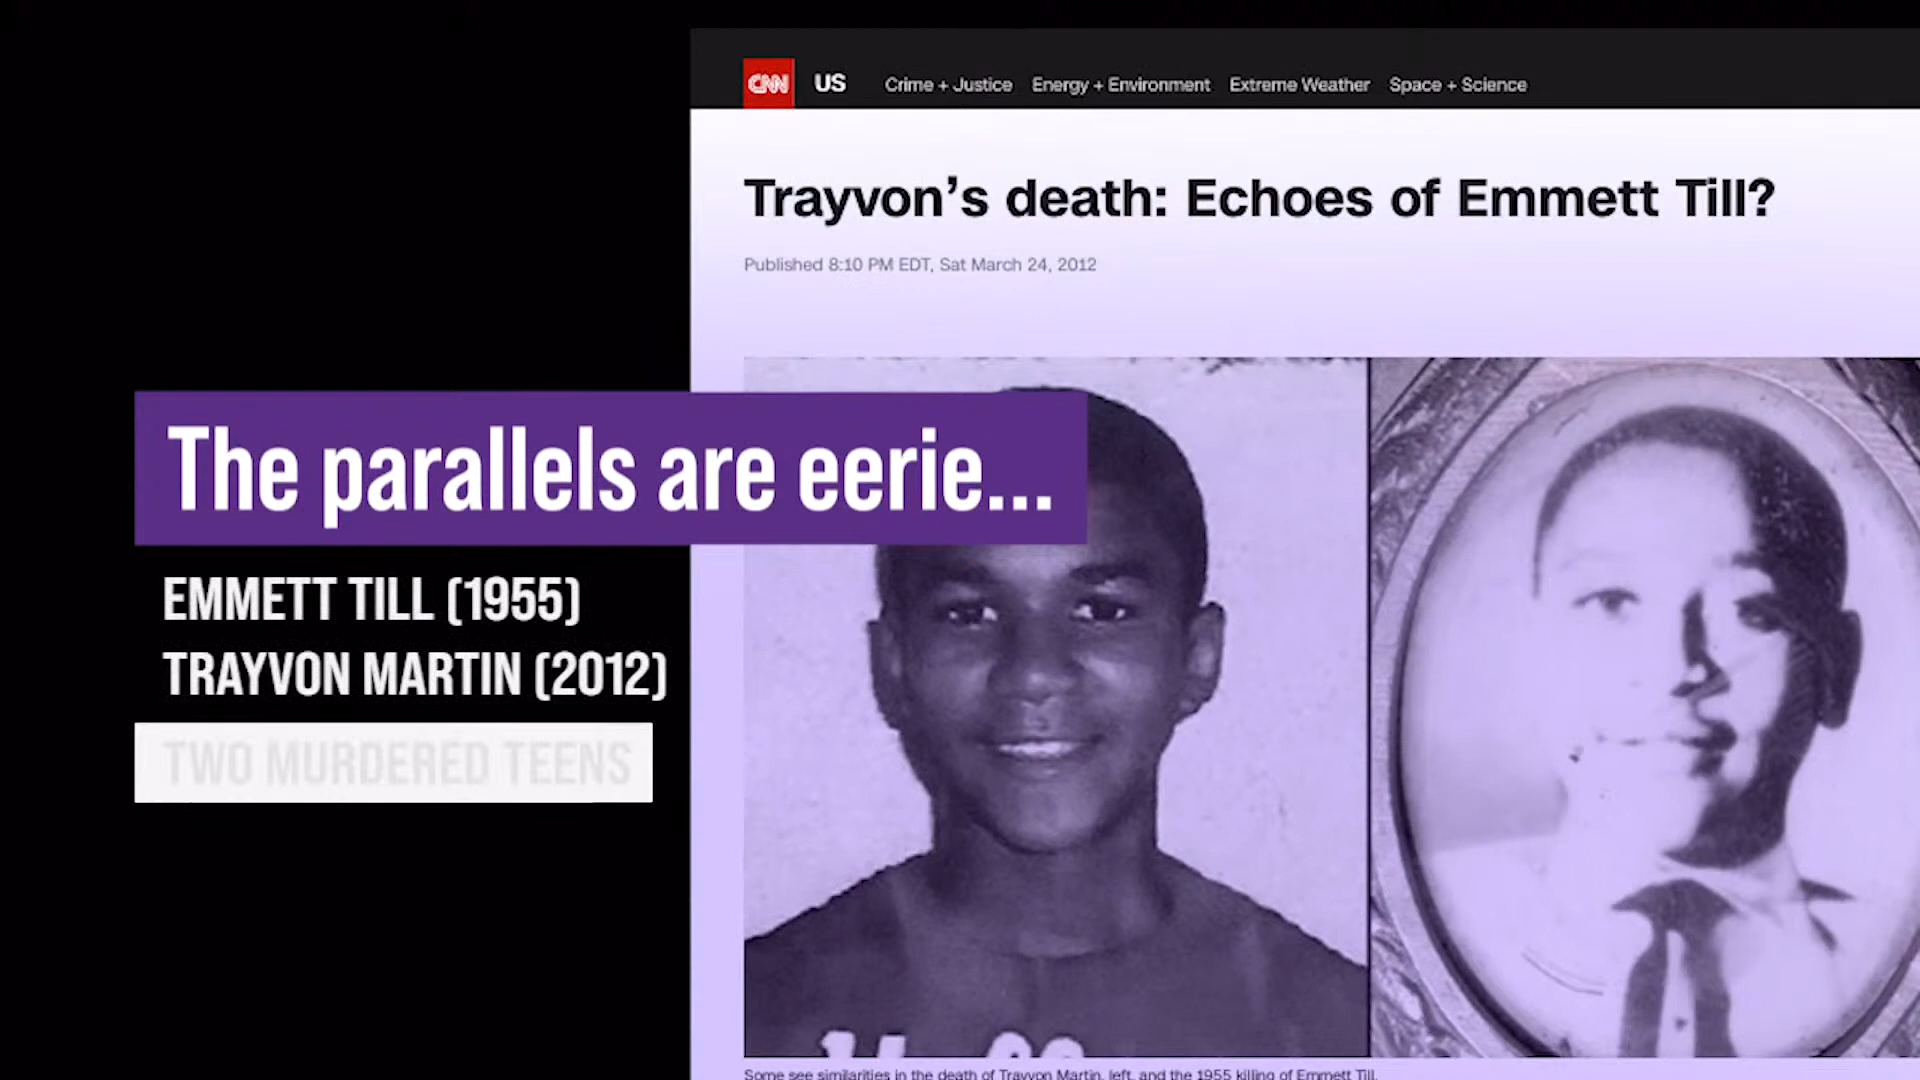 CNN US Crime + Justice Energy + Environment Extreme Weather Space + Science
Trayvon's death: Echoes of Emmett Till?
Published 8:10 PM EDT, Sat March 24, 2012
The parallels are eerie...
EMMETT TILL (1955)
TRAYVON MARTIN (2012)
TWO MURDERED TEENS
Some see similarities in the death of Trayvon Martin, left, and the 1955 killing of Emmett Till.